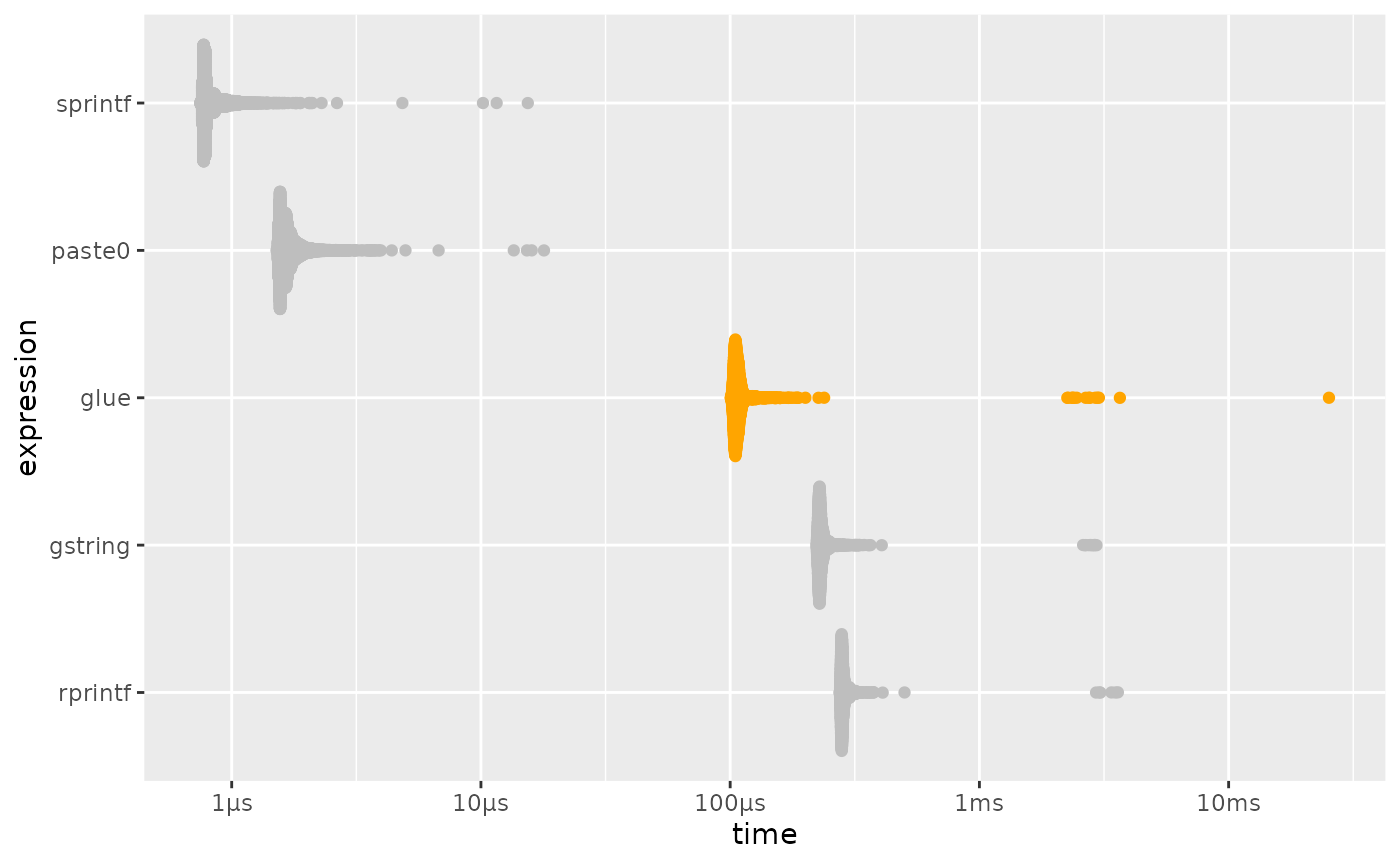 sprintf
paste0
glue
gstring
rprintf
expression
1µs
10µs
100µs
1ms
10ms
time